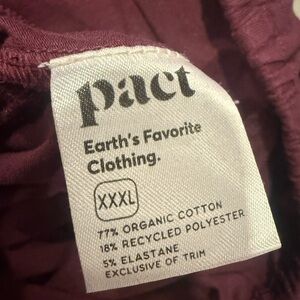 pact
Earth's Favorite
Clothing.
XXXL
77% ORGANIC COTTON
18% RECYCLED POLYESTER
5% ELASTANE
EXCLUSIVE OF TRIM